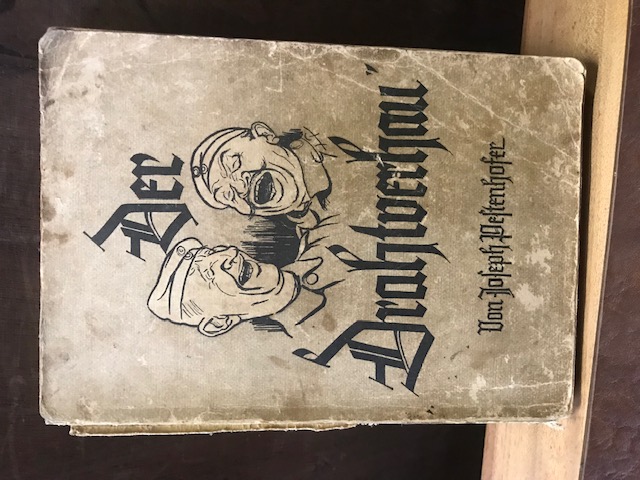 Der
Drahtverhau"
Von Joseph Pestenhofer